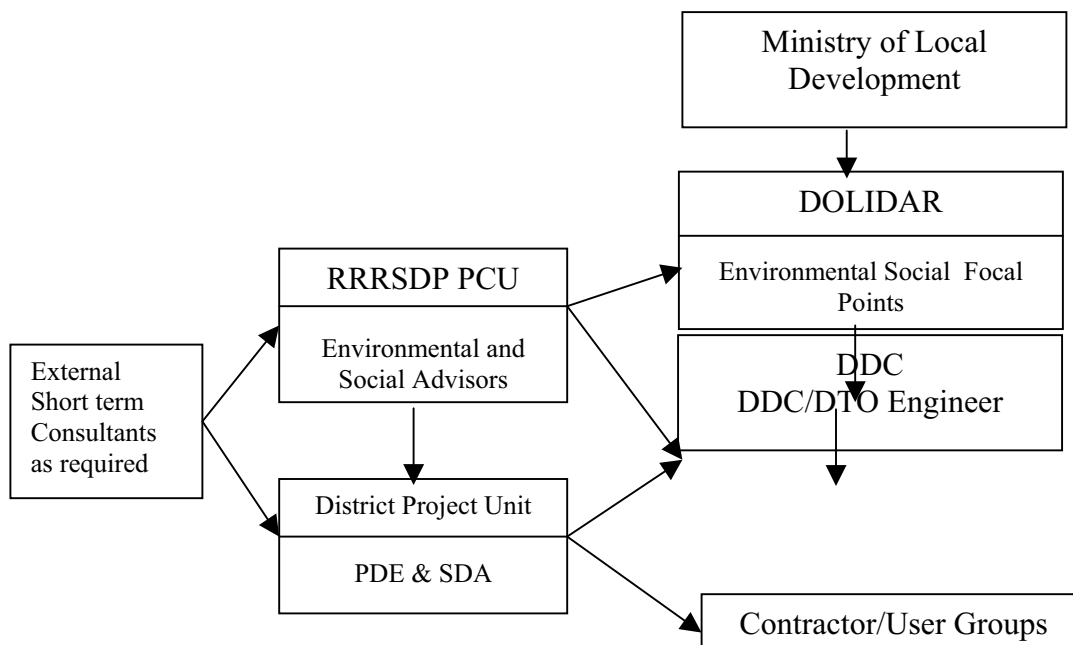 Ministry of Local
Development
DOLIDAR
Environmental Social Focal
Points
RRRSDP PCU
Environmental and
Social Advisors
External
Short term
Consultants
as required
DDC
DDC/DTO Engineer
District Project Unit
PDE & SDA
Contractor/User Groups